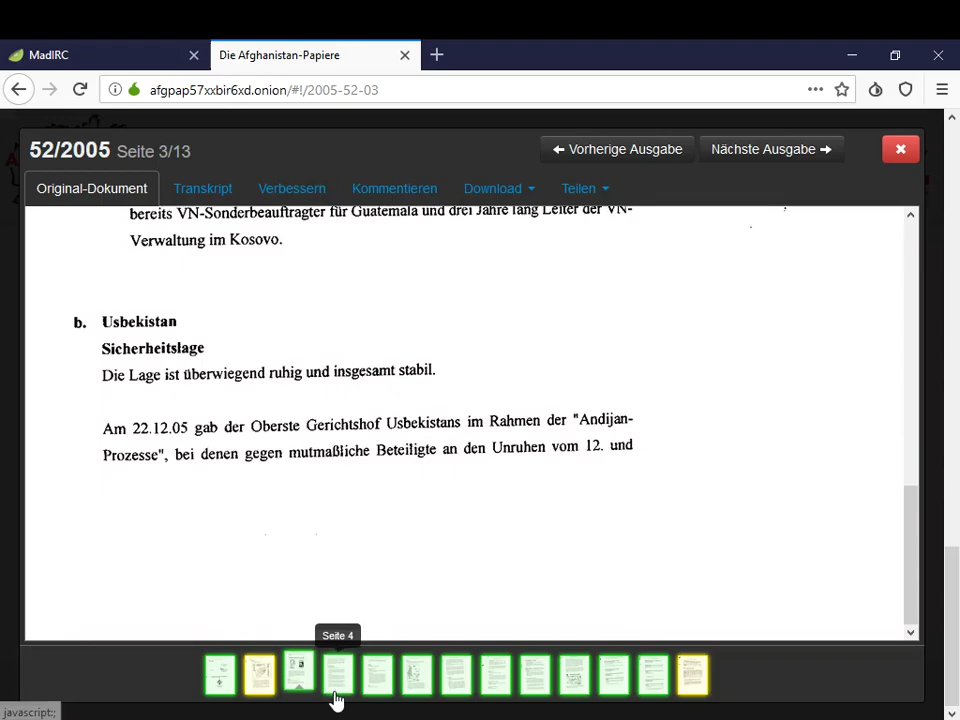 MadIRC
Die Afghanistan-Papiere
afgpap57xxbir6xd.onion/#!/2005-52-03
52/2005 Seite 3/13
Vorherige Ausgabe
Nächste Ausgabe
Original-Dokument
Transkript
Verbessern
Kommentieren
Download
Teilen
bereits VN-Sonderbeauftragter für Guatemala und drei Jahre lang Leiter der VN-
Verwaltung im Kosovo.
b. Usbekistan
Sicherheitslage
Die Lage ist überwiegend ruhig und insgesamt stabil.
Am 22.12.05 gab der Oberste Gerichtshof Usbekistans im Rahmen der "Andijan-
Prozesse", bei denen gegen mutmaßliche Beteiligte an den Unruhen vom 12. und
Seite 4
javascript:;